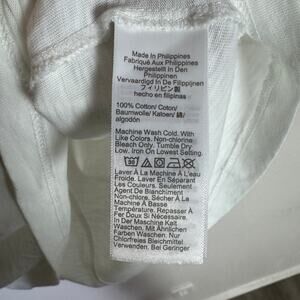 Made In Philippines
Fabriqué Aux Philippines
Hergestellt In Den
Philippinen
Vervaardigd In De Filippijnen
フィリピン製
hecho en filipinas
100% Cotton/ Coton/
Baumwolle/ Katoen/ 綿/
algodón
Machine Wash Cold. With
Like Colors. Non-chlorine
Bleach Only. Tumble Dry
Low. Iron On Lowest Setting.
30
Laver À La Machine À L'eau
Froide. Laver En Séparant
Les Couleurs. Seulement
Agent De Blanchiment
Non-chlore. Sécher À La
Machine À Basse
Température. Repasser À
Fer Doux Si Nécessaire.
In Der Maschine Kalt
Waschen. Mit Ähnlichen
Farben Waschen. Nur
Chlorfreies Bleichmittel
Verwenden. Bei Geringer